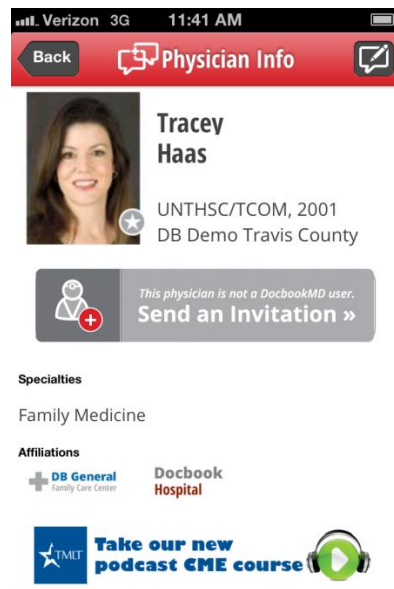 Verizon 3G 11:41 AM
Back Physician Info
Tracey
Haas
UNTHSC/TCOM, 2001
DB Demo Travis County
This physician is not a DocbookMD user.
Send an Invitation »
Specialties
Family Medicine
Affiliations
DB General
Family Care Center
Docbook
Hospital
TMLT
Take our new
podcast CME course